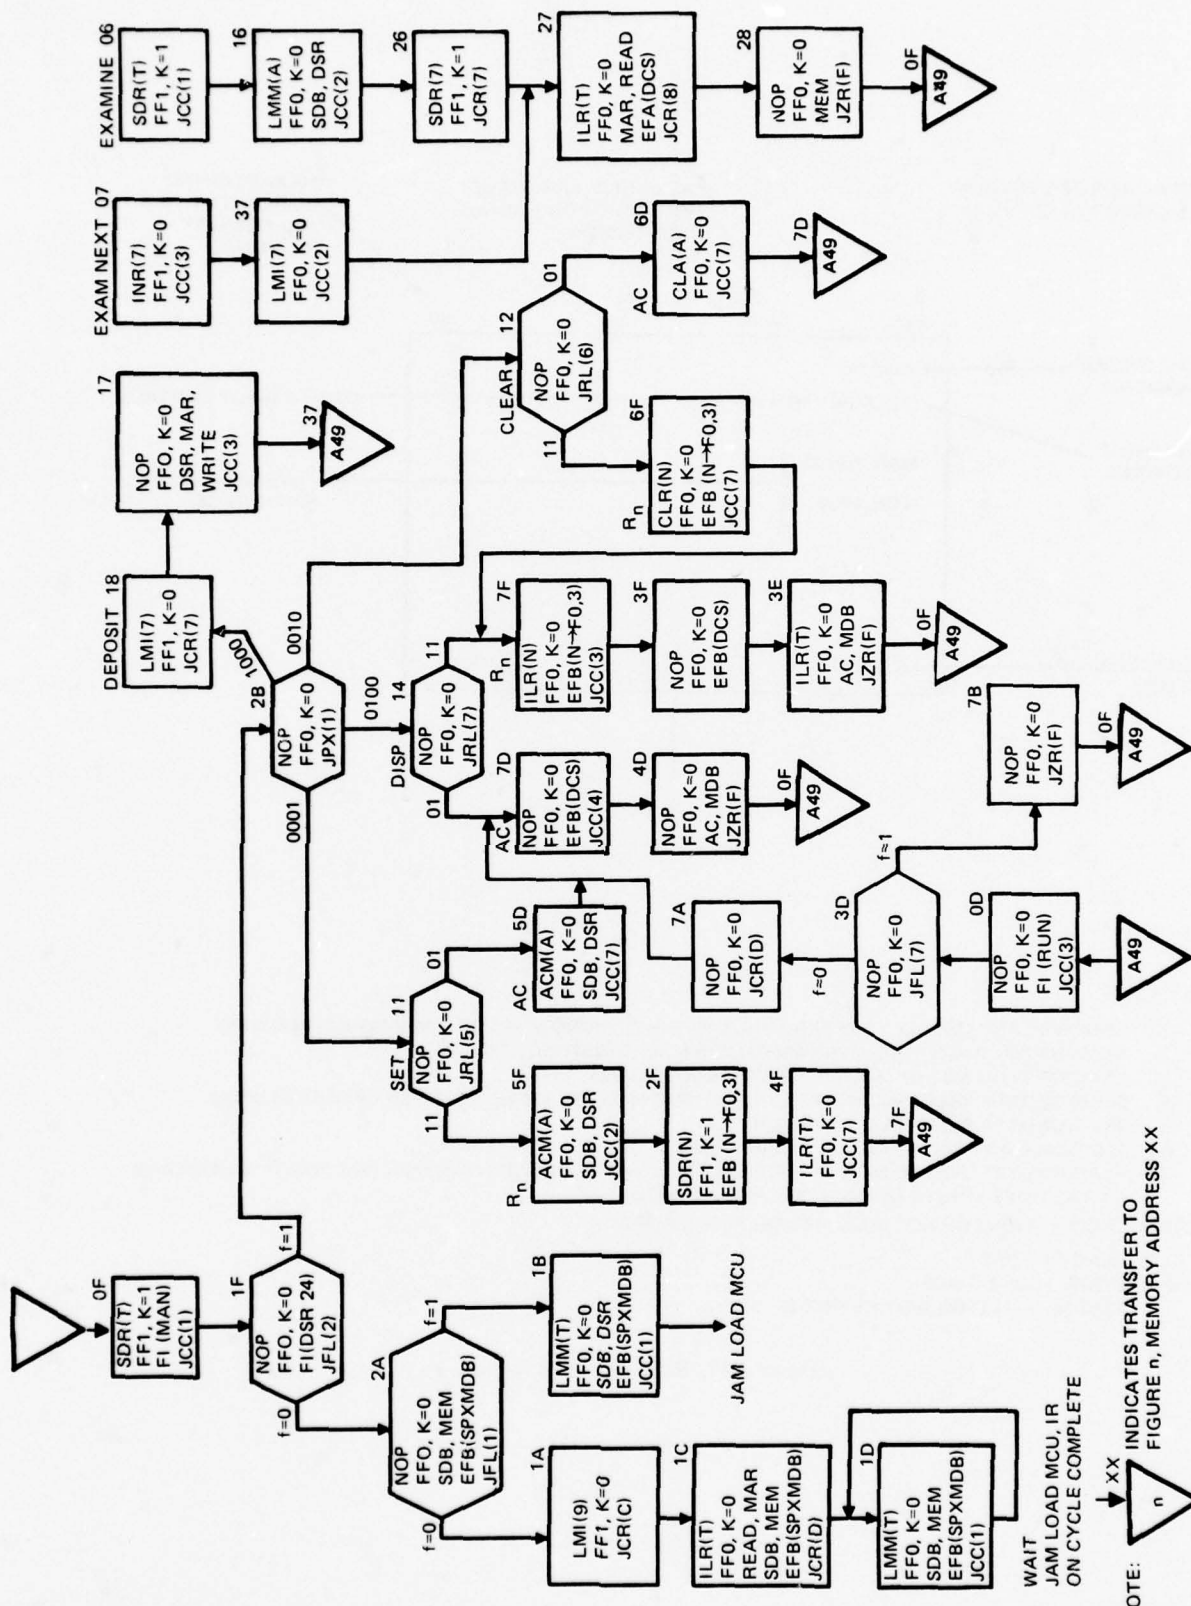 0F
SDR(T)
FF1, K=1
FI (MAN)
JCC(1)
1F
NOP
FF0, K=0
FI(DSR 24)
JFL(2)
f=0
f=1
2A
NOP
FF0, K=0
SDB, MEM
EFB(SPXMDB)
JFL(1)
f=0
f=1
1A
LMI(9)
FF1, K=0
JCR(C)
1B
LMM(T)
FF0, K=0
SDB, DSR
EFB(SPXMDB)
JCC(1)
JAM LOAD MCU
1C
ILR(T)
FF0, K=0
READ, MAR
SDB, MEM
EFB(SPXMDB)
JCR(D)
1D
LMM(T)
FF0, K=0
SDB, MEM
EFB(SPXMDB)
JCC(1)
WAIT
JAM LOAD MCU, IR
ON CYCLE COMPLETE
2B
NOP
FF0, K=0
JPX(1)
0001
1000
0010
0100
DEPOSIT 18
LMI(7)
FF1, K=0
JCR(7)
17
NOP
FF0, K=0
DSR, MAR,
WRITE
JCC(3)
37
A49
EXAM NEXT 07
INR(7)
FF1, K=0
JCC(3)
37
LMI(7)
FF0, K=0
JCC(2)
EXAMINE 06
SDR(T)
FF1, K=1
JCC(1)
16
LMM(A)
FF0, K=0
SDB, DSR
JCC(2)
26
SDR(7)
FF1, K=1
JCR(7)
27
ILR(T)
FF0, K=0
MAR, READ
EFA(DCS)
JCR(8)
28
NOP
FF0, K=0
MEM
JZR(F)
0F
A49
SET 11
NOP
FF0, K=0
JRL(5)
11
01
Rn 5F
ACM(A)
FF0, K=0
SDB, DSR
JCC(2)
2F
SDR(N)
FF1, K=1
EFB (N→F0,3)
4F
ILR(T)
FF0, K=0
JCC(7)
7F
A49
AC 5D
ACM(A)
FF0, K=0
SDB, DSR
JCC(7)
DISP 14
NOP
FF0, K=0
JRL(7)
01
11
AC 7D
NOP
FF0, K=0
EFB(DCS)
JCC(4)
4D
NOP
FF0, K=0
AC, MDB
JZR(F)
0F
A49
Rn 7F
ILR(N)
FF0, K=0
EFB(N→F0,3)
JCC(3)
3F
NOP
FF0, K=0
EFB(DCS)
3E
ILR(T)
FF0, K=0
AC, MDB
JZR(F)
0F
A49
CLEAR 12
NOP
FF0, K=0
JRL(6)
11
01
Rn 6F
CLR(N)
FF0, K=0
EFB (N→F0,3)
JCC(7)
AC 6D
CLA(A)
FF0, K=0
JCC(7)
7D
A49
7A
NOP
FF0, K=0
JCR(D)
f=0
3D
NOP
FF0, K=0
JFL(7)
f=1
7B
NOP
FF0, K=0
JZR(F)
0F
A49
0D
NOP
FF0, K=0
FI (RUN)
JCC(3)
A49
OTE:
n
XX
INDICATES TRANSFER TO
FIGURE n, MEMORY ADDRESS XX